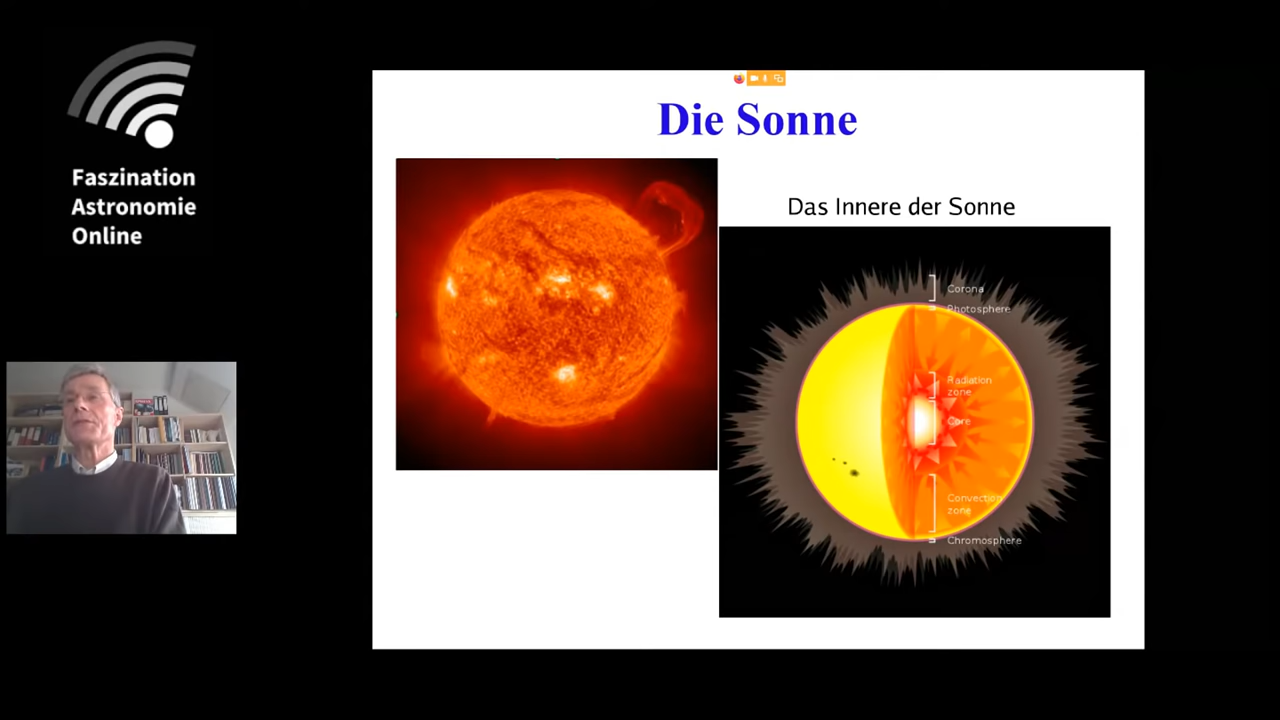 Faszination
Astronomie
Online
Die Sonne
Das Innere der Sonne
Corona
Photosphere
Radiation
zone
Core
Convection
zone
Chromosphere